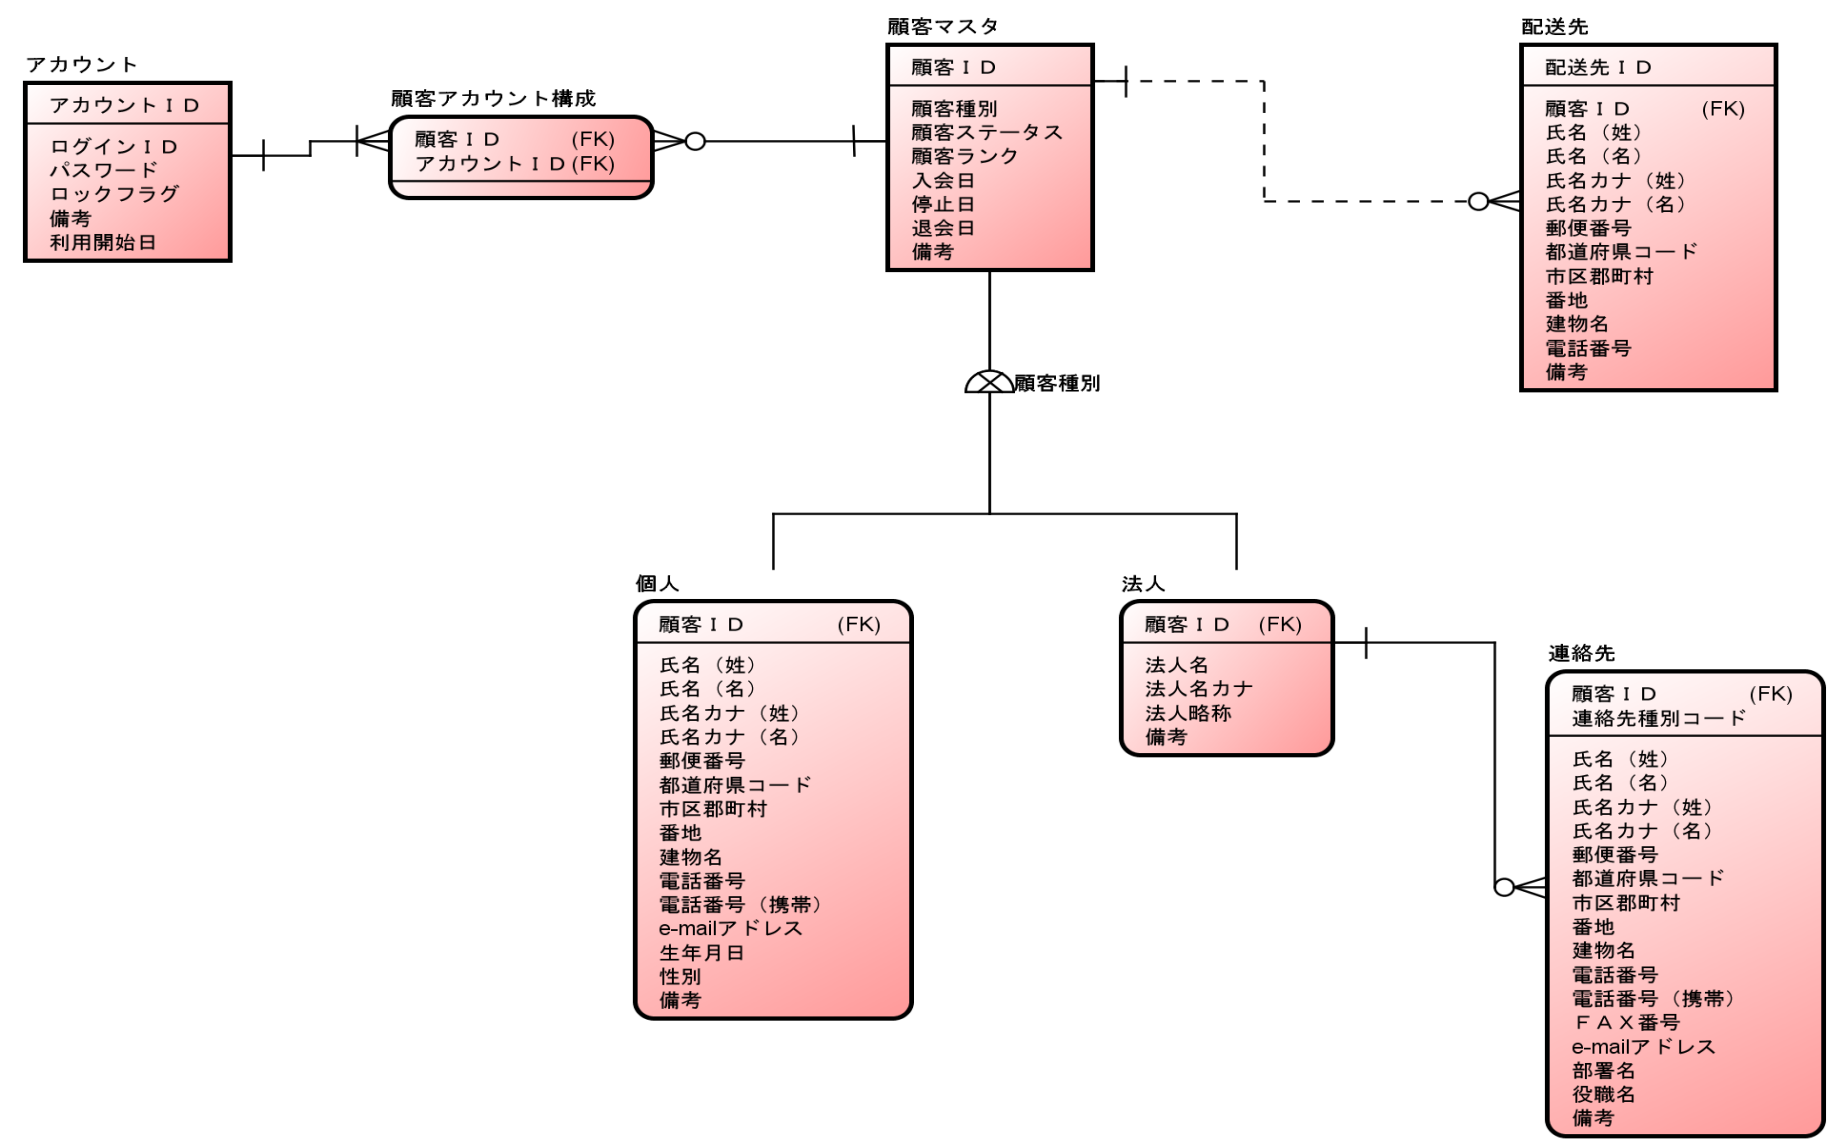 アカウント
アカウントＩＤ
ログインＩＤ
パスワード
ロックフラグ
備考
利用開始日
顧客アカウント構成
顧客ＩＤ (FK)
アカウントＩＤ(FK)
顧客マスタ
顧客ＩＤ
顧客種別
顧客ステータス
顧客ランク
入会日
停止日
退会日
備考
配送先
配送先ＩＤ
顧客ＩＤ (FK)
氏名（姓）
氏名（名）
氏名カナ（姓）
氏名カナ（名）
郵便番号
都道府県コード
市区郡町村
番地
建物名
電話番号
備考
顧客種別
個人
顧客ＩＤ (FK)
氏名（姓）
氏名（名）
氏名カナ（姓）
氏名カナ（名）
郵便番号
都道府県コード
市区郡町村
番地
建物名
電話番号
電話番号（携帯）
e-mailアドレス
生年月日
性別
備考
法人
顧客ＩＤ (FK)
法人名
法人名カナ
法人略称
備考
連絡先
顧客ＩＤ (FK)
連絡先種別コード
氏名（姓）
氏名（名）
氏名カナ（姓）
氏名カナ（名）
郵便番号
都道府県コード
市区郡町村
番地
建物名
電話番号
電話番号（携帯）
ＦＡＸ番号
e-mailアドレス
部署名
役職名
備考